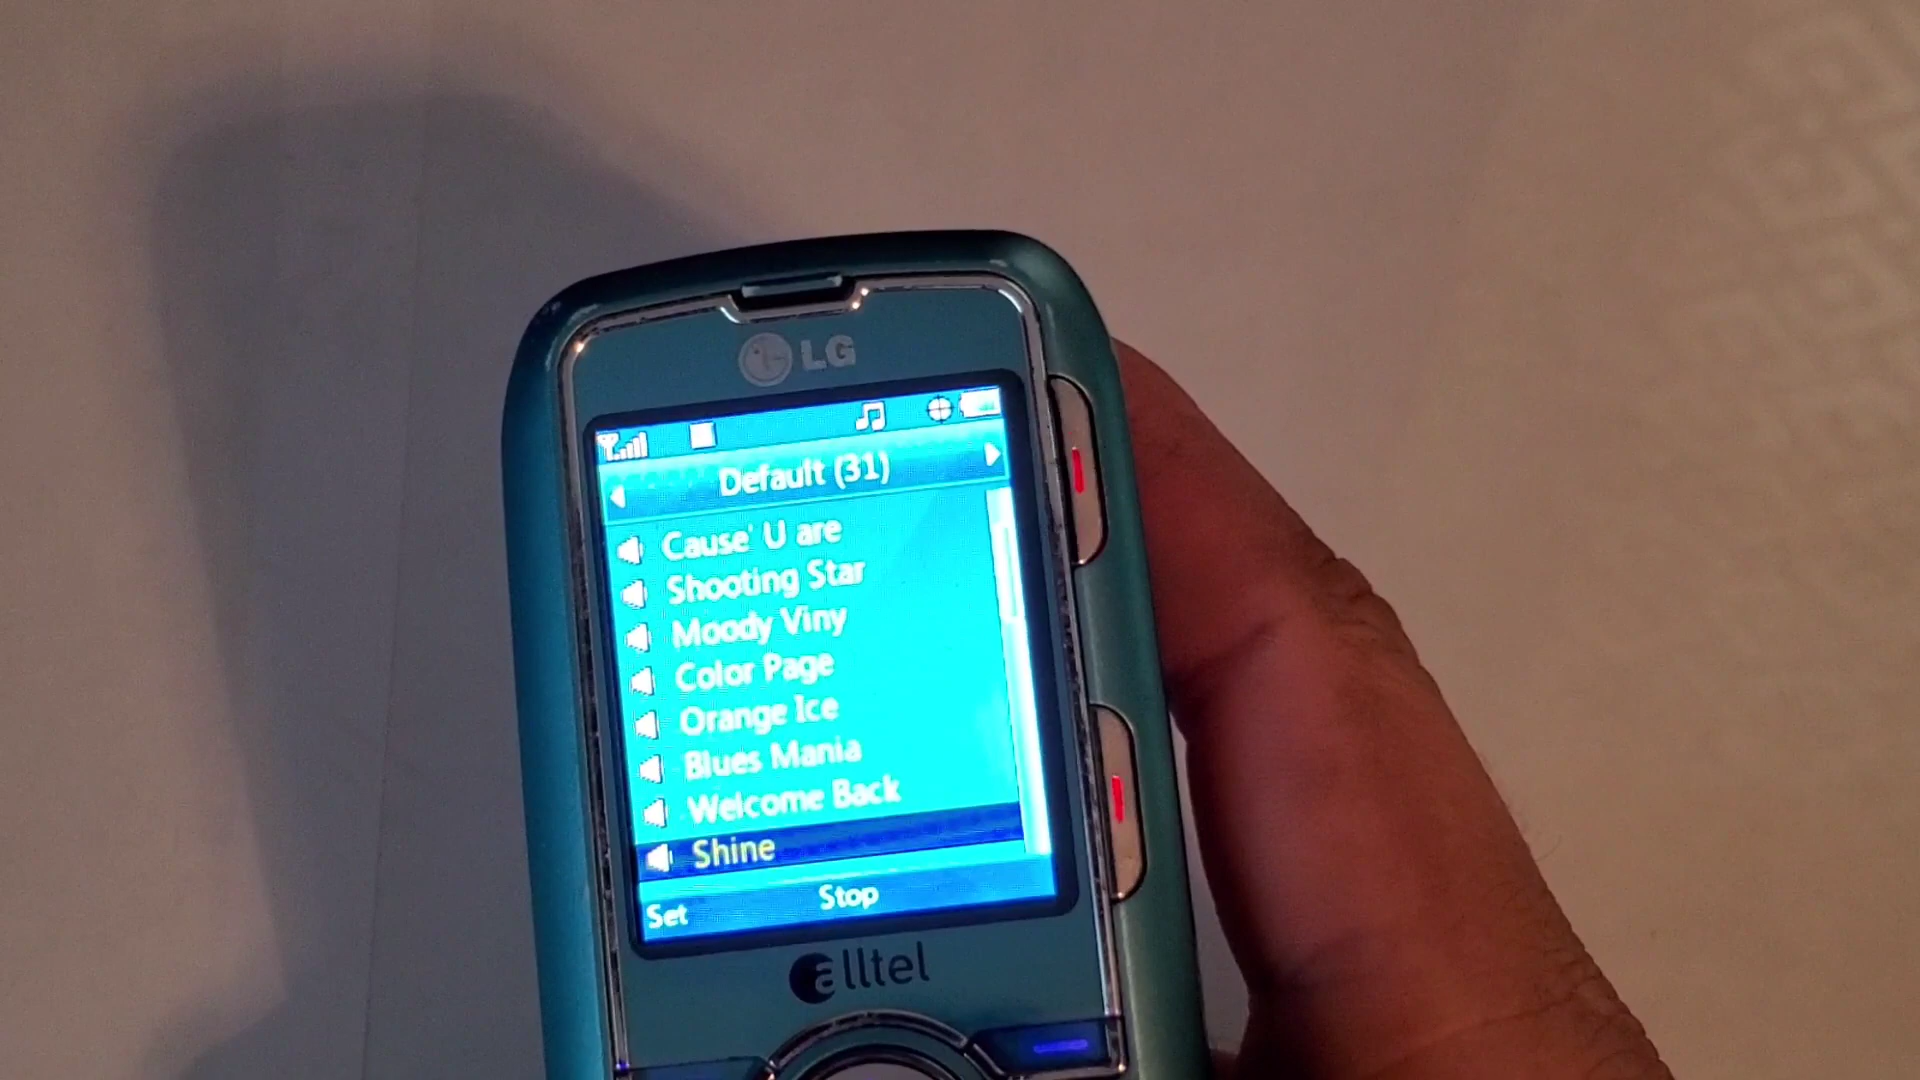 LG
Default (31)
Cause' U are
Shooting Star
Moody Viny
Color Page
Orange Ice
Blues Mania
Welcome Back
Shine
Set
Stop
alltel